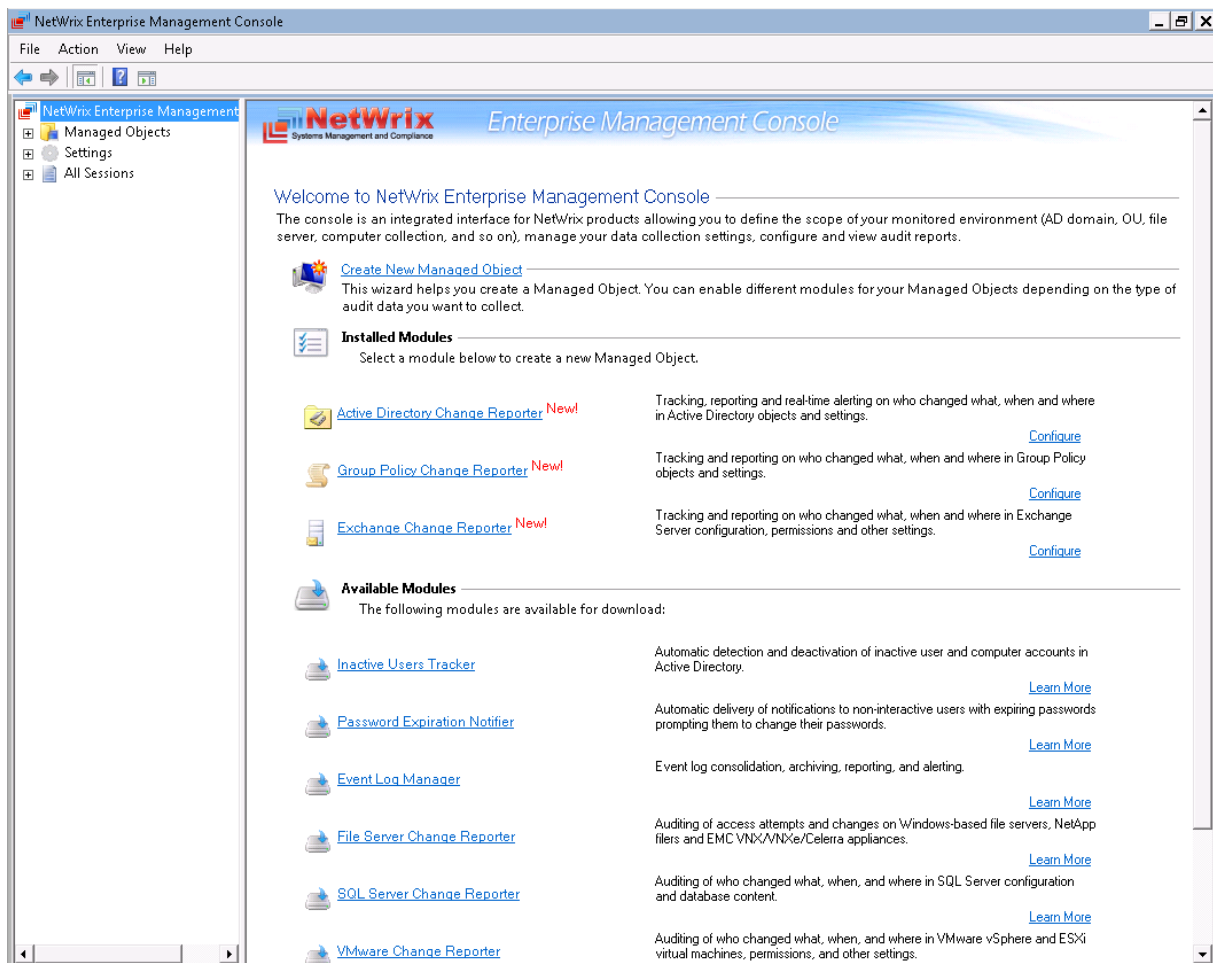 NetWrix Enterprise Management Console
File Action View Help
NetWrix Enterprise Management
Managed Objects
Settings
All Sessions
NetWrix
Systems Management and Compliance
Enterprise Management Console
Welcome to NetWrix Enterprise Management Console
The console is an integrated interface for NetWrix products allowing you to define the scope of your monitored environment (AD domain, OU, file
server, computer collection, and so on), manage your data collection settings, configure and view audit reports.
Create New Managed Object
This wizard helps you create a Managed Object. You can enable different modules for your Managed Objects depending on the type of
audit data you want to collect.
Installed Modules
Select a module below to create a new Managed Object.
Active Directory Change Reporter New!
Tracking, reporting and real-time alerting on who changed what, when and where
in Active Directory objects and settings.
Configure
Group Policy Change Reporter New!
Tracking and reporting on who changed what, when and where in Group Policy
objects and settings.
Configure
Exchange Change Reporter New!
Tracking and reporting on who changed what, when and where in Exchange
Server configuration, permissions and other settings.
Configure
Available Modules
The following modules are available for download:
Inactive Users Tracker
Automatic detection and deactivation of inactive user and computer accounts in
Active Directory.
Learn More
Password Expiration Notifier
Automatic delivery of notifications to non-interactive users with expiring passwords
prompting them to change their passwords.
Learn More
Event Log Manager
Event log consolidation, archiving, reporting, and alerting.
Learn More
File Server Change Reporter
Auditing of access attempts and changes on Windows-based file servers, NetApp
filers and EMC VNX/VNXe/Celerra appliances.
Learn More
SQL Server Change Reporter
Auditing of who changed what, when, and where in SQL Server configuration
and database content.
Learn More
VMware Change Reporter
Auditing of who changed what, when, and where in VMware vSphere and ESXi
virtual machines, permissions, and other settings.